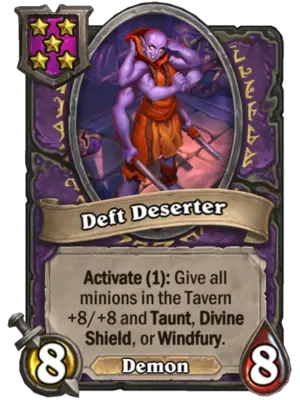 Deft Deserter
Activate (1): Give all
minions in the Tavern
+8/+8 and Taunt, Divine
Shield, or Windfury.
8
Demon
8